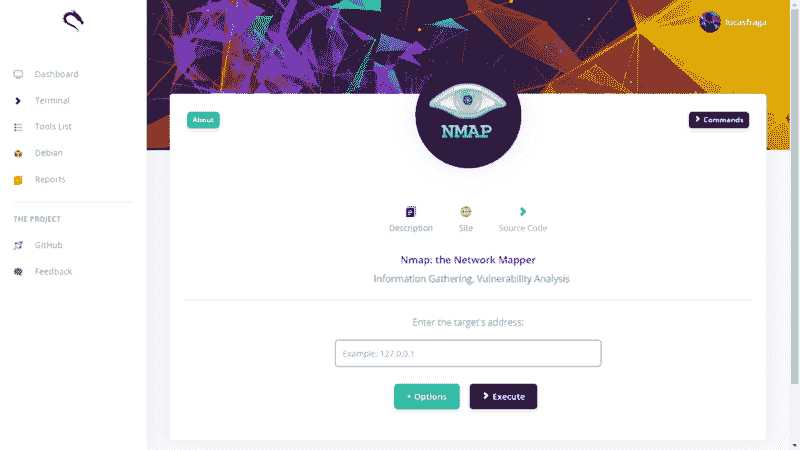 lucasfraga
Dashboard
Terminal
Tools List
Debian
Reports
THE PROJECT
GitHub
Feedback
About
NMAP
Commands
Description
Site
Source Code
Nmap: the Network Mapper
Information Gathering, Vulnerability Analysis
Enter the target's address:
Example: 127.0.0.1
+ Options
Execute